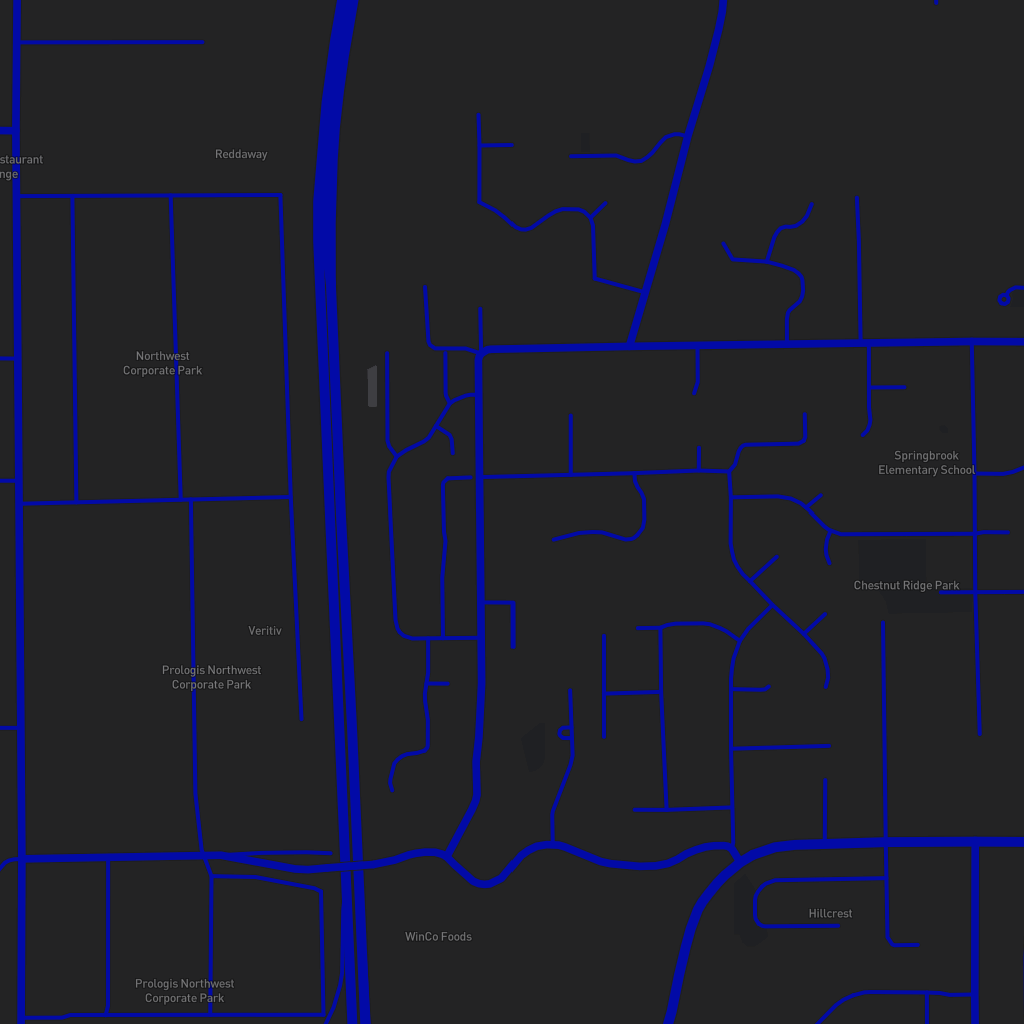 Reddaway
staurant
nge
Northwest
Corporate Park
Springbrook
Elementary School
Chestnut Ridge Park
Veritiv
Prologis Northwest
Corporate Park
Hillcrest
WinCo Foods
Prologis Northwest
Corporate Park